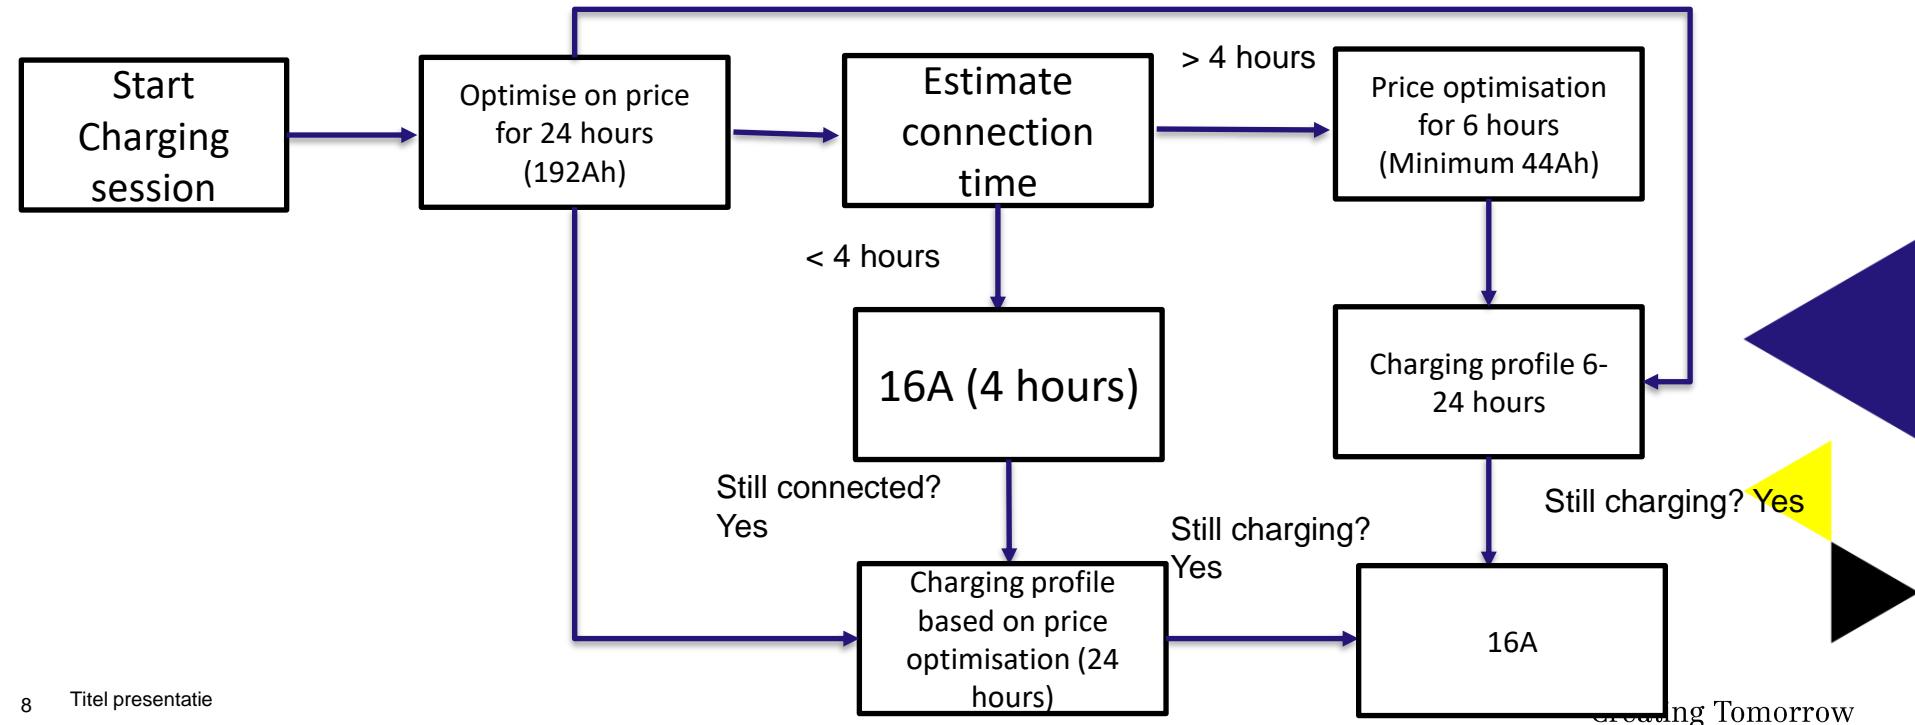 Start
Charging
session
Optimise on price
for 24 hours
(192Ah)
Estimate
connection
time
> 4 hours
Price optimisation
for 6 hours
(Minimum 44Ah)
< 4 hours
16A (4 hours)
Charging profile 6-
24 hours
Still connected?
Yes
Still charging?
Yes
Still charging? Yes
Charging profile
based on price
optimisation (24
hours)
16A
8
Titel presentatie
Creating Tomorrow